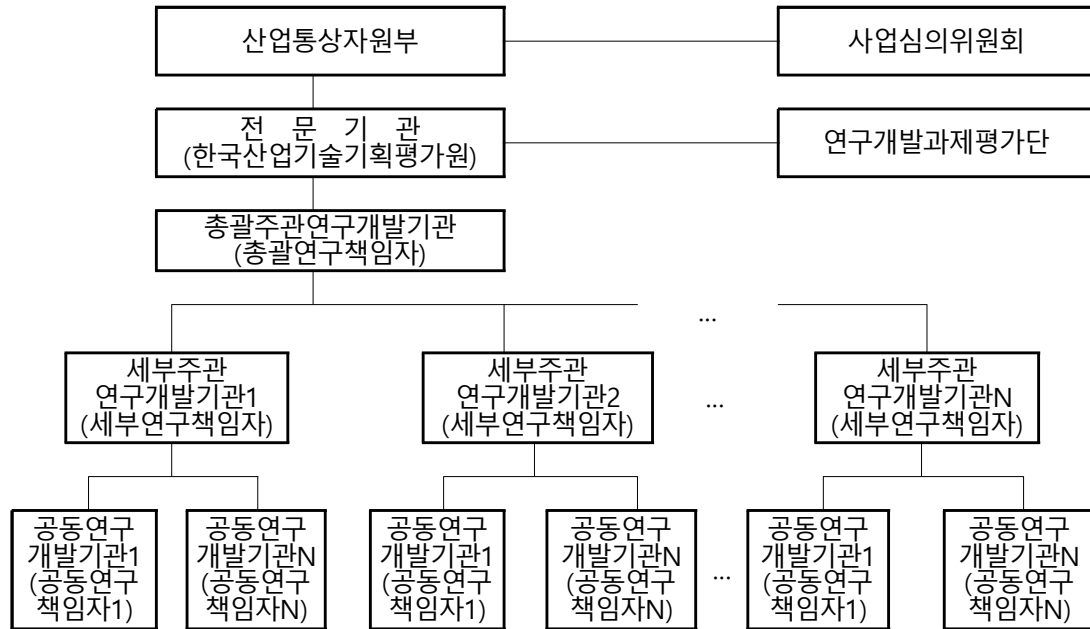 산업통상자원부
사업심의위원회
전 문 기 관
(한국산업기술기획평가원)
연구개발과제평가단
총괄주관연구개발기관
(총괄연구책임자)
...
세부주관
연구개발기관1
(세부연구책임자)
세부주관
연구개발기관2
(세부연구책임자)
...
세부주관
연구개발기관N
(세부연구책임자)
공동연구
개발기관1
(공동연구
책임자1)
공동연구
개발기관N
(공동연구
책임자N)
공동연구
개발기관1
(공동연구
책임자1)
공동연구
개발기관N
(공동연구
책임자N)
...
공동연구
개발기관1
(공동연구
책임자1)
공동연구
개발기관N
(공동연구
책임자N)